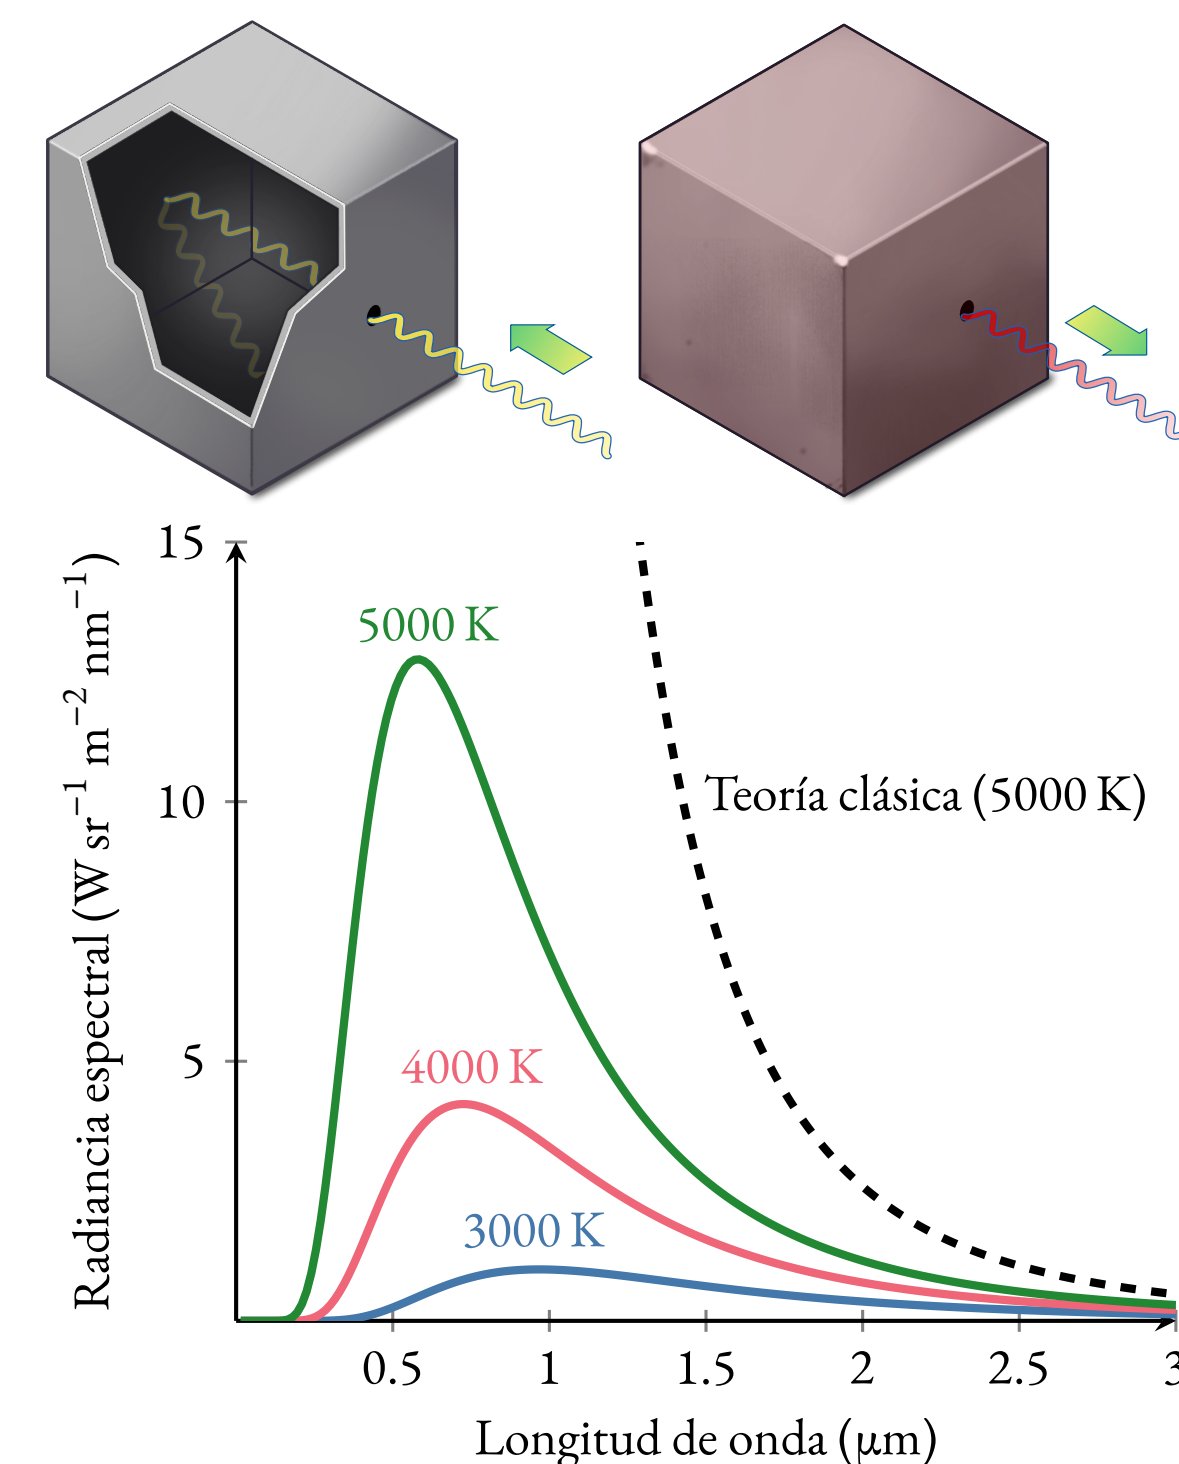 15
10
5
Radiancia espectral (W sr⁻¹ m⁻² nm⁻¹)
5000 K
Teoría clásica (5000 K)
4000 K
3000 K
0.5 1 1.5 2 2.5 3
Longitud de onda (μm)